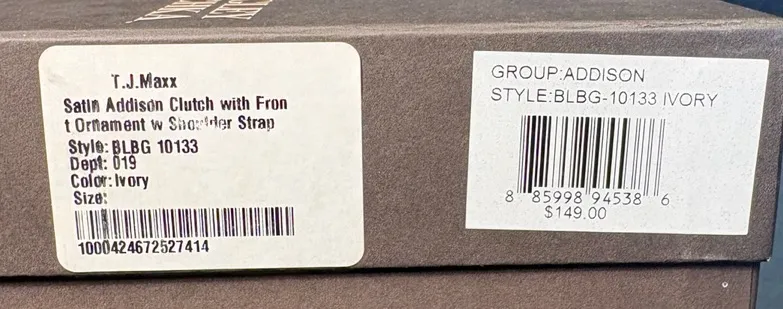 T.J.Maxx
Satin Addison Clutch with Fron
t Ornament w Shoulder Strap
Style: BLBG 10133
Dept: 019
Color: Ivory
Size:
1000424672527414
GROUP:ADDISON
STYLE:BLBG-10133 IVORY
8 85998 94538 6
$149.00